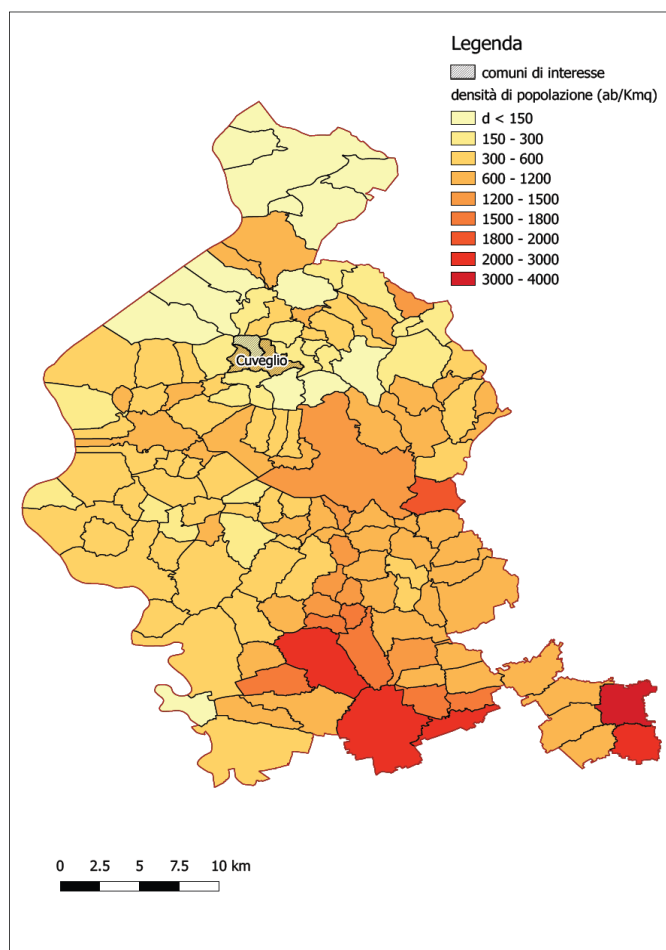 Legenda
comuni di interesse
densità di popolazione (ab/Kmq)
d < 150
150 - 300
300 - 600
600 - 1200
1200 - 1500
1500 - 1800
1800 - 2000
2000 - 3000
3000 - 4000
Cuveglio
0 2.5 5 7.5 10 km